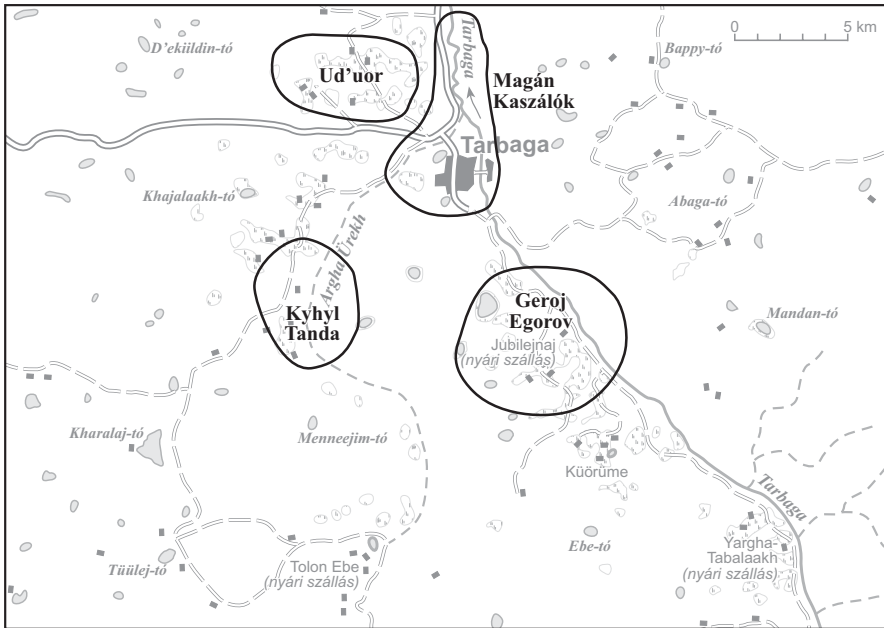 D'ekiildin-tó
Ud'uor
Tarbaga
Magán
Kaszálók
Bappy-tó
0
5 km
Tarbaga
Khajalaakh-tó
Abaga-tó
Argha Ürekh
Kyhyl
Tanda
Geroj
Egorov
Jubilejnaj
(nyári szállás)
Mandan-tó
Kharalaj-tó
Menneejim-tó
Küörüme
Tarbaga
Tüülej-tó
Tolon Ebe
(nyári szállás)
Ebe-tó
Yargha-
Tabalaakh
(nyári szállás)